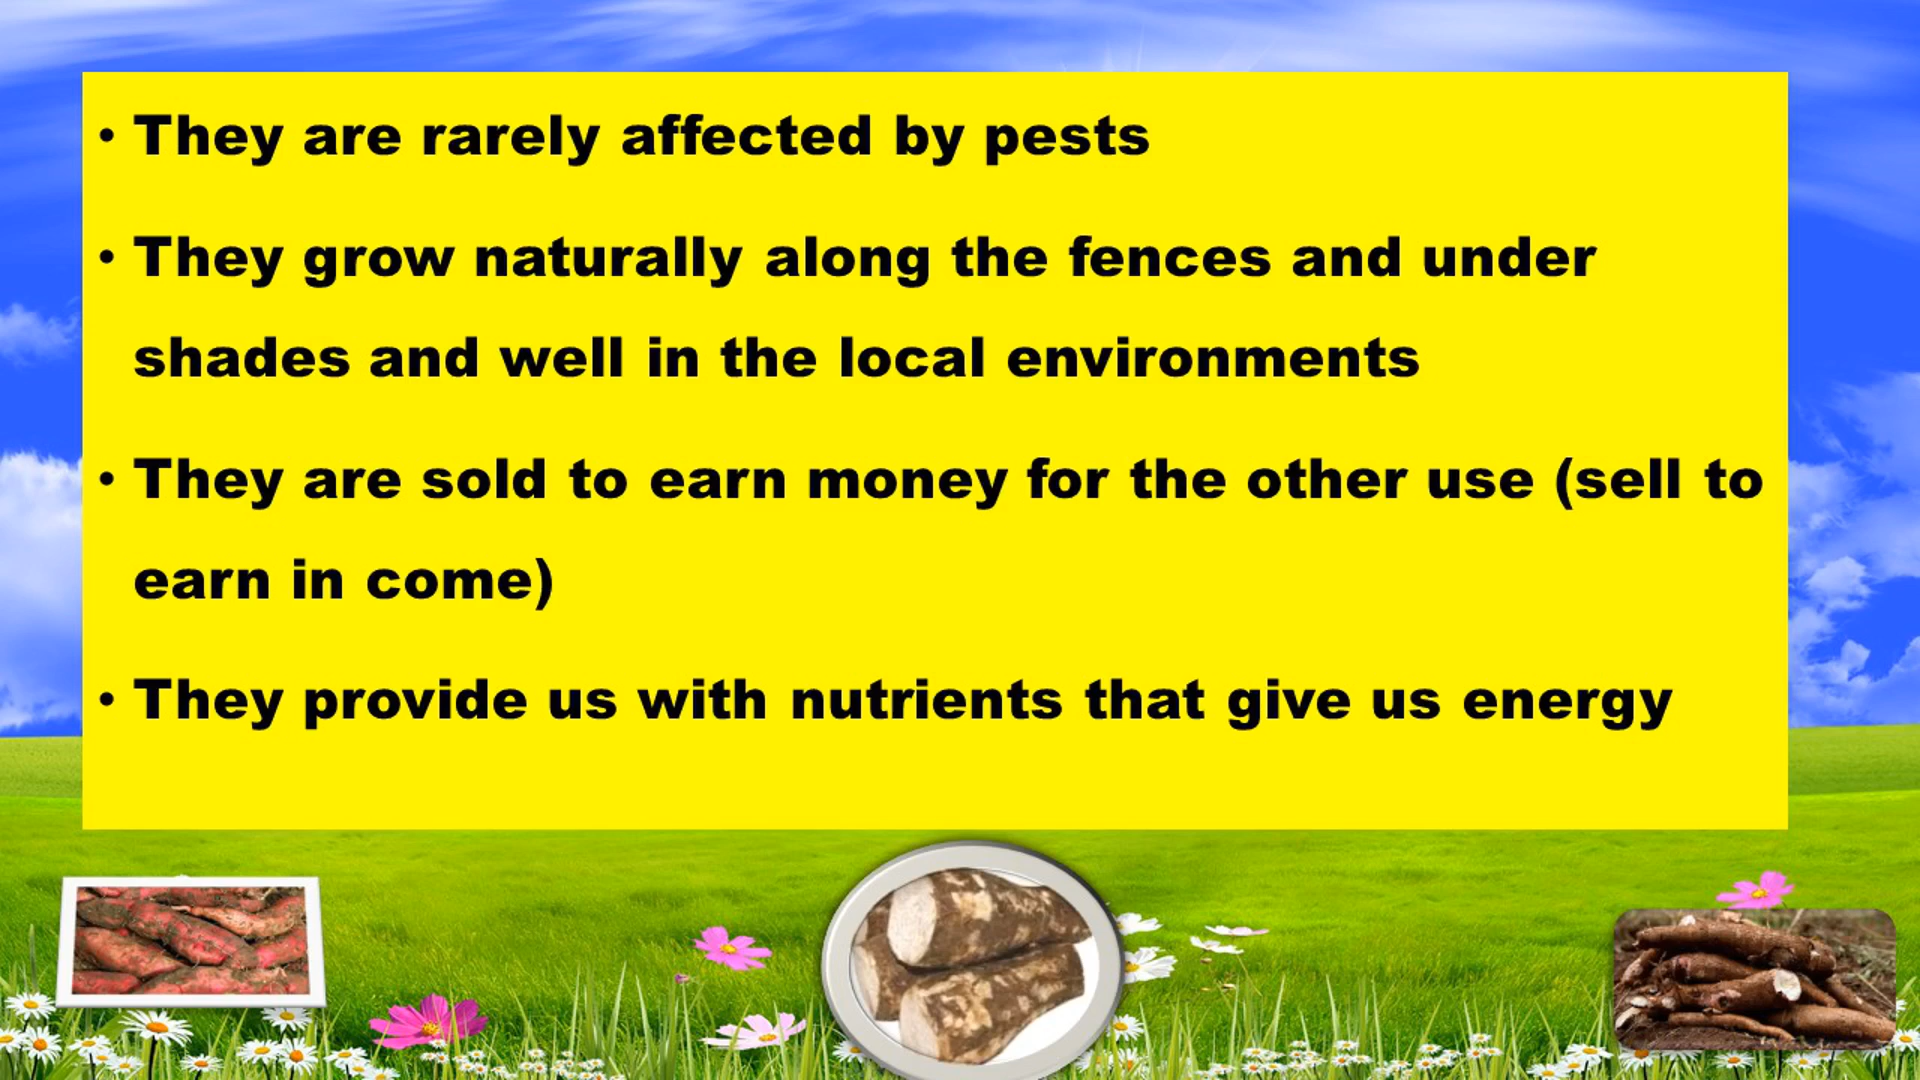 • They are rarely affected by pests
• They grow naturally along the fences and under
shades and well in the local environments
• They are sold to earn money for the other use (sell to
earn in come)
• They provide us with nutrients that give us energy